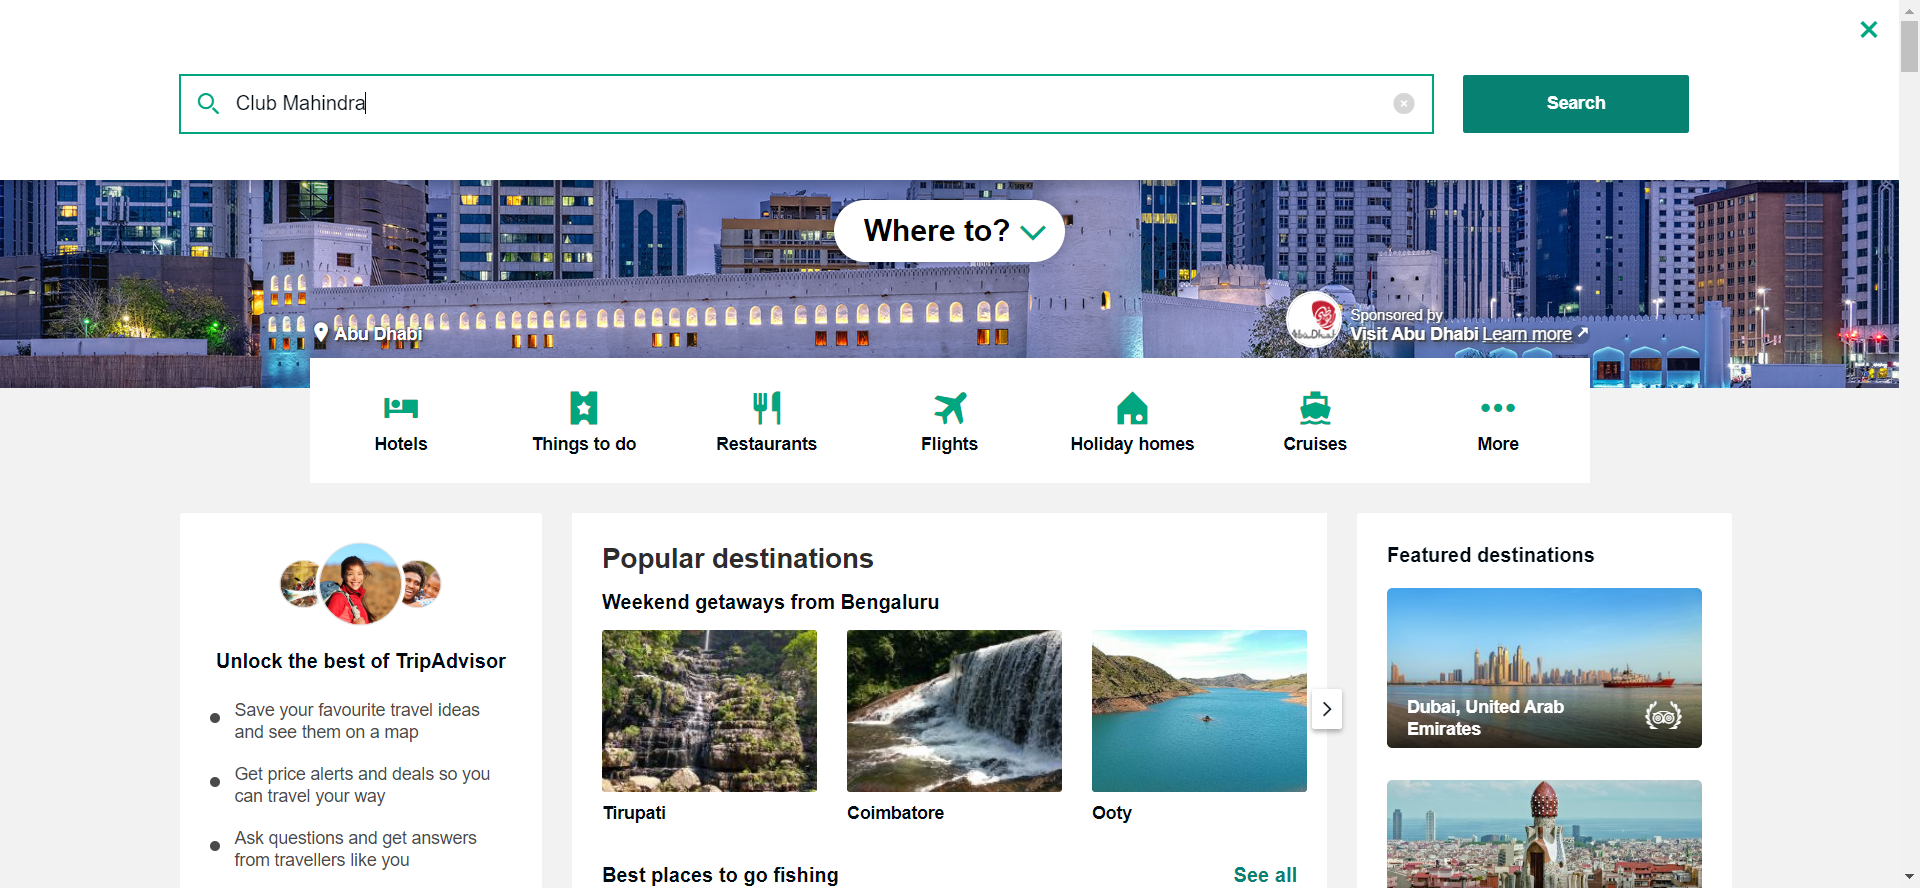 Club Mahindra
Search
Where to?
Abu Dhabi
Sponsored by
Visit Abu Dhabi Learn more
Hotels
Things to do
Restaurants
Flights
Holiday homes
Cruises
More
Unlock the best of TripAdvisor
Save your favourite travel ideas
and see them on a map
Get price alerts and deals so you
can travel your way
Ask questions and get answers
from travellers like you
Popular destinations
Weekend getaways from Bengaluru
Tirupati
Coimbatore
Ooty
Best places to go fishing
See all
Featured destinations
Dubai, United Arab
Emirates